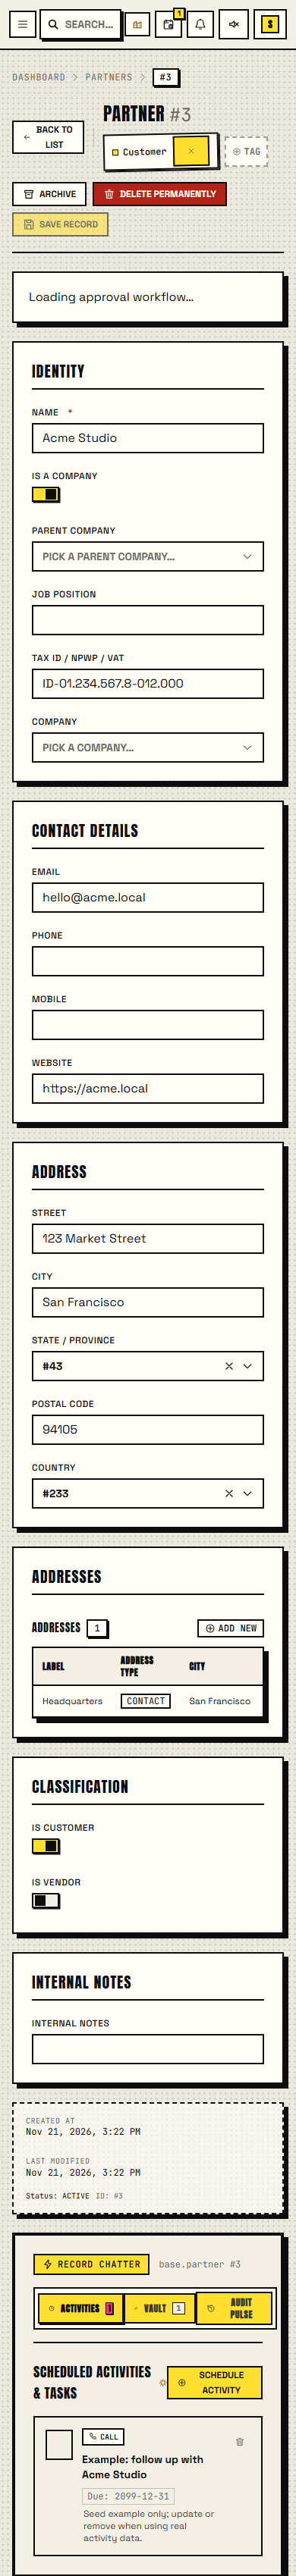 SEARCH...
1
$
DASHBOARD > PARTNERS > #3
← BACK TO LIST
PARTNER #3
Customer ×
TAG
ARCHIVE
DELETE PERMANENTLY
SAVE RECORD
Loading approval workflow...
IDENTITY
NAME *
Acme Studio
IS A COMPANY
PARENT COMPANY
PICK A PARENT COMPANY...
JOB POSITION
TAX ID / NPWP / VAT
ID-01.234.567.8-012.000
COMPANY
PICK A COMPANY...
CONTACT DETAILS
EMAIL
hello@acme.local
PHONE
MOBILE
WEBSITE
https://acme.local
ADDRESS
STREET
123 Market Street
CITY
San Francisco
STATE / PROVINCE
#43
POSTAL CODE
94105
COUNTRY
#233
ADDRESSES
ADDRESSES 1
ADD NEW
LABEL ADDRESS TYPE CITY
Headquarters CONTACT San Francisco
CLASSIFICATION
IS CUSTOMER
IS VENDOR
INTERNAL NOTES
INTERNAL NOTES
CREATED AT
Nov 21, 2026, 3:22 PM
LAST MODIFIED
Nov 21, 2026, 3:22 PM
Status: ACTIVE ID: #3
RECORD CHATTER
base.partner #3
ACTIVITIES 1
VAULT 1
AUDIT PULSE
SCHEDULED ACTIVITIES & TASKS
SCHEDULE ACTIVITY
CALL
Example: follow up with
Acme Studio
Due: 2099-12-31
Seed example only; update or
remove when using real
activity data.